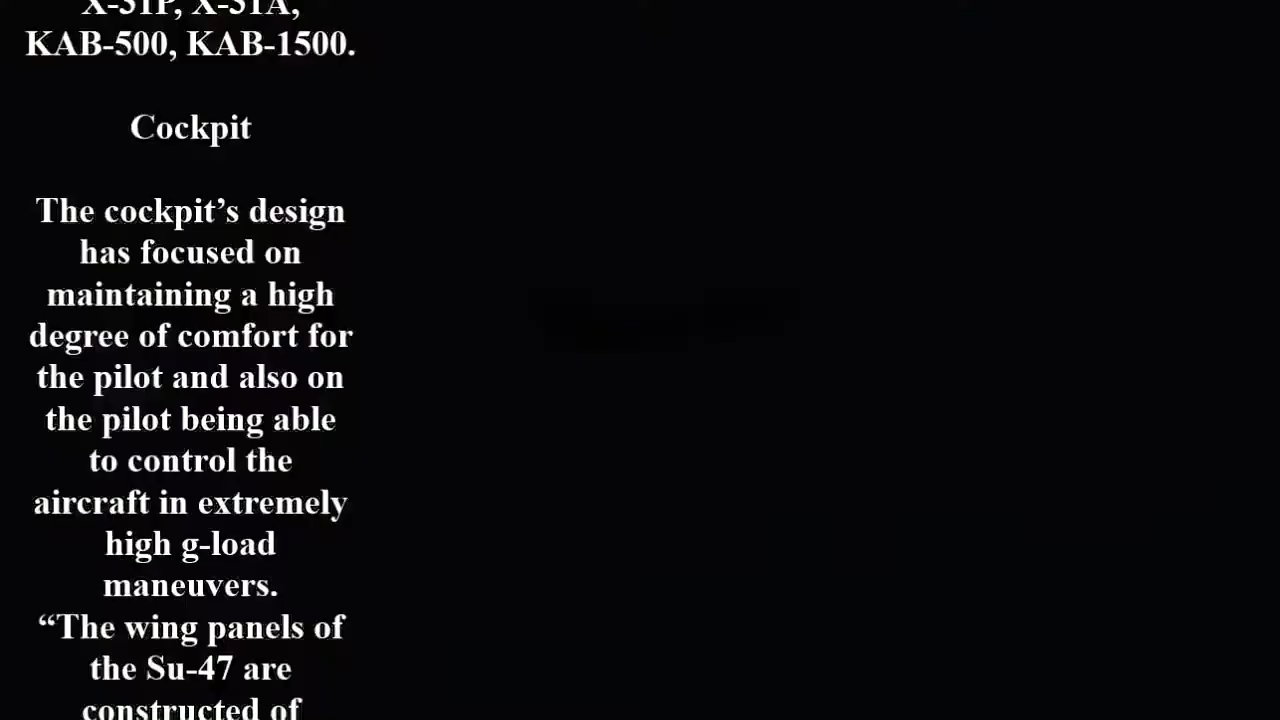 X-31P, X-31A,
KAB-500, KAB-1500.
Cockpit
The cockpit’s design
has focused on
maintaining a high
degree of comfort for
the pilot and also on
the pilot being able
to control the
aircraft in extremely
high g-load
maneuvers.
“The wing panels of
the Su-47 are
constructed of